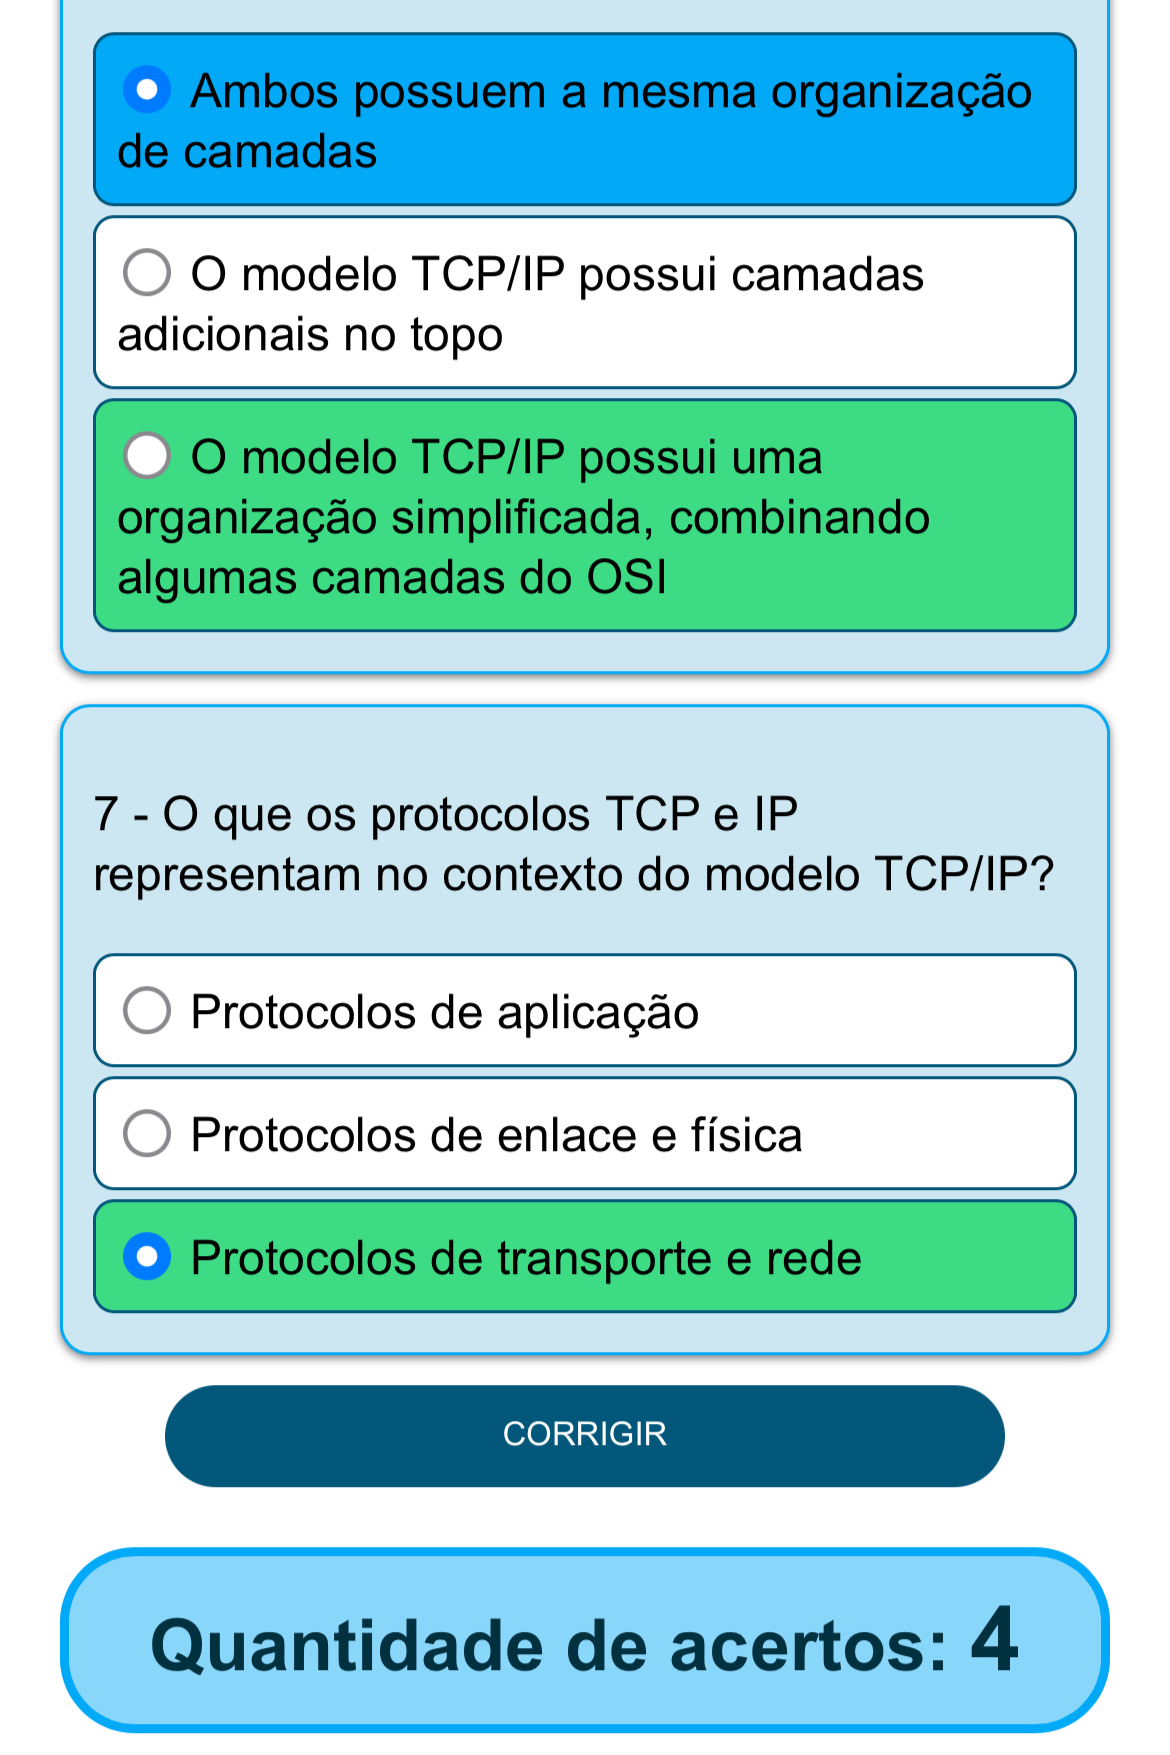 Ambos possuem a mesma organização
de camadas
O modelo TCP/IP possui camadas
adicionais no topo
O modelo TCP/IP possui uma
organização simplificada, combinando
algumas camadas do OSI
7 - O que os protocolos TCP e IP
representam no contexto do modelo TCP/IP?
Protocolos de aplicação
Protocolos de enlace e física
Protocolos de transporte e rede
CORRIGIR
Quantidade de acertos: 4